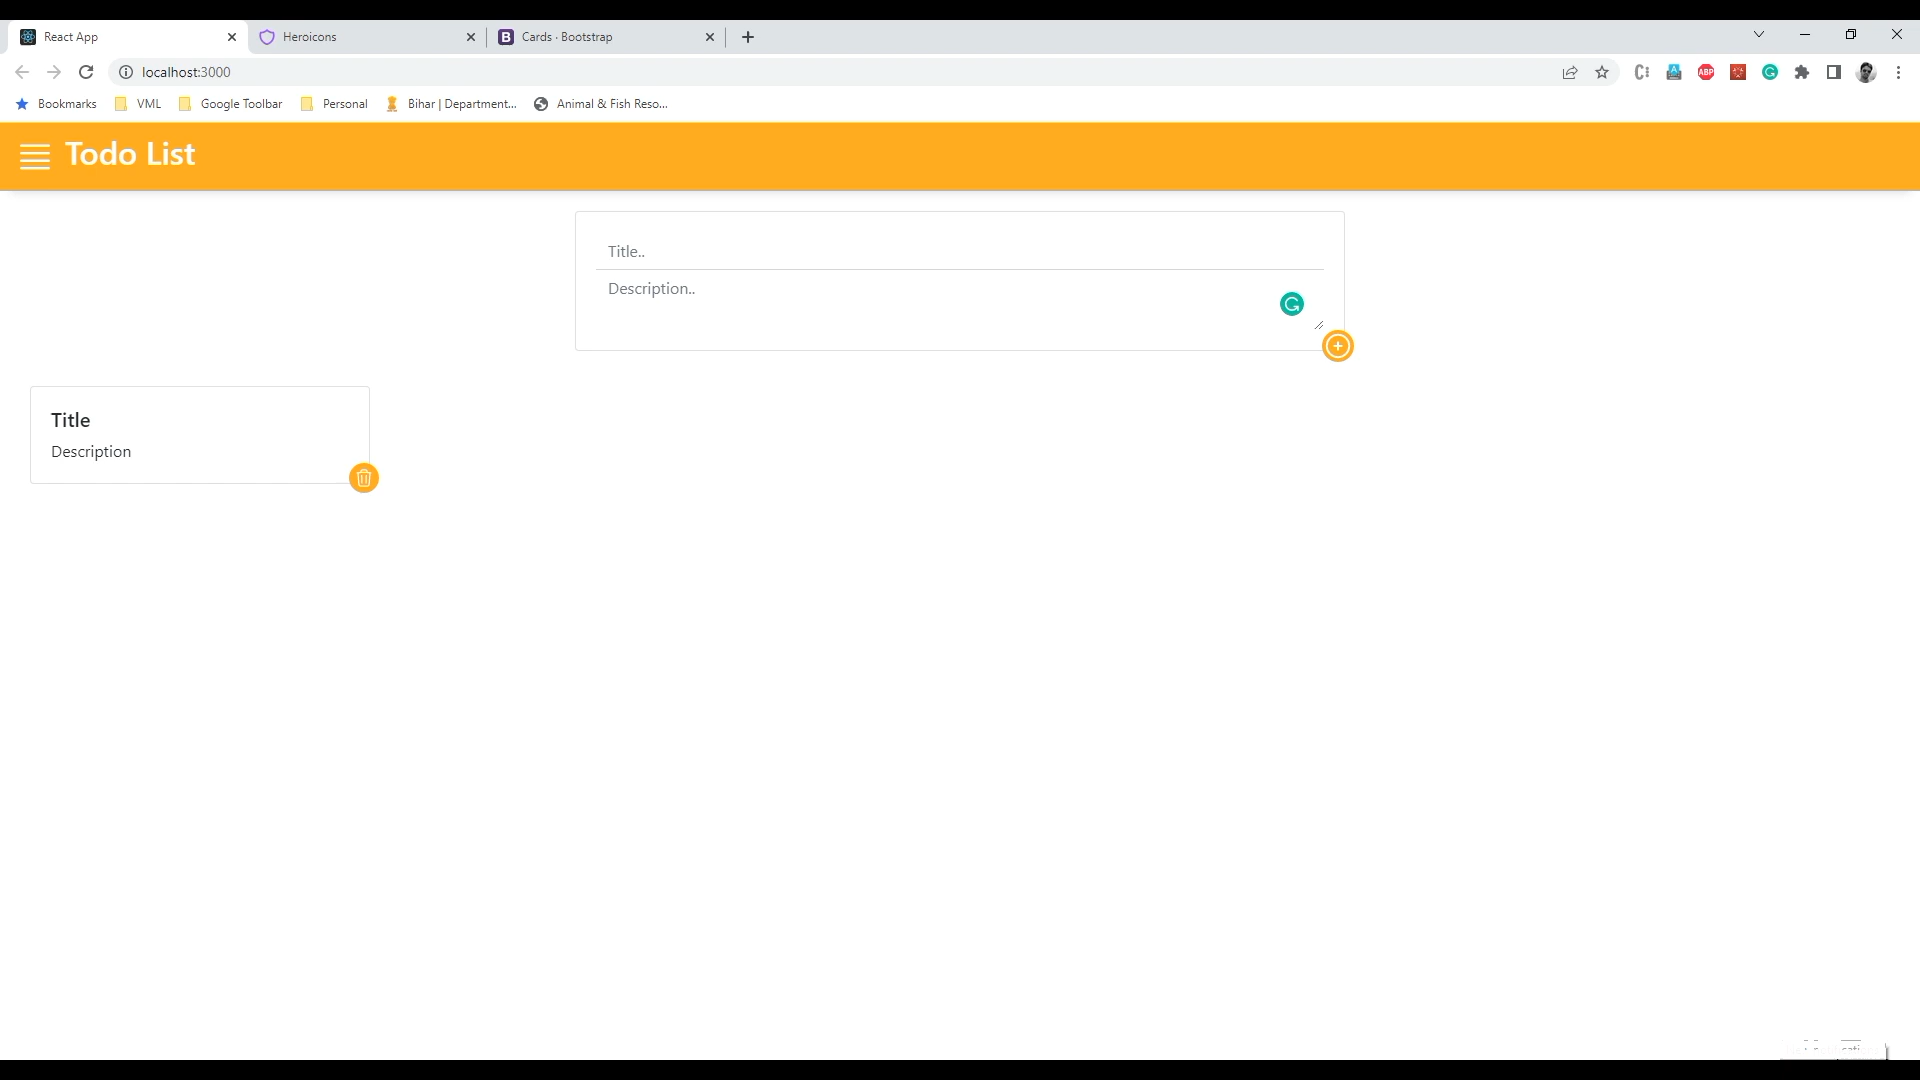 React App
Heroicons
B Cards · Bootstrap
localhost:3000
ABP
Bookmarks VML Google Toolbar Personal Bihar | Department... Animal & Fish Reso...
Todo List
Title..
Description..
Title
Description